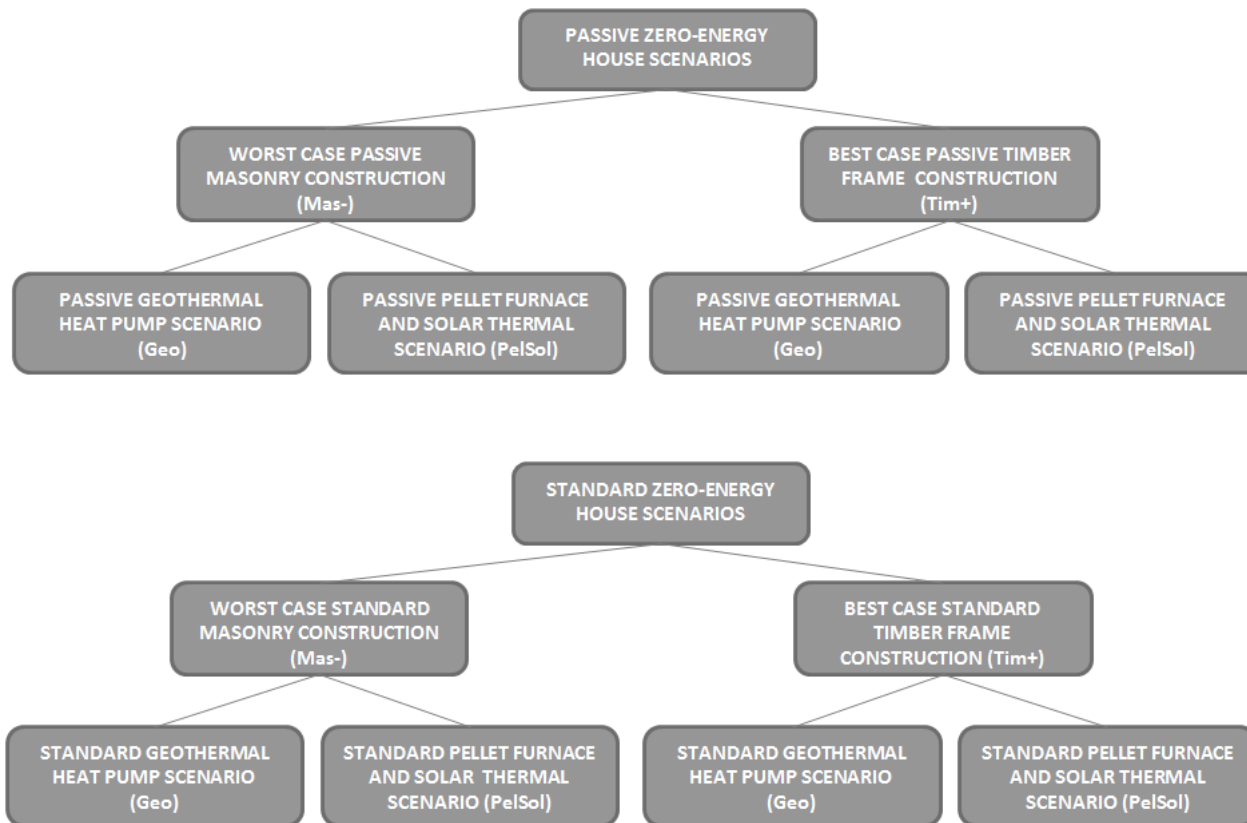 PASSIVE ZERO-ENERGY
HOUSE SCENARIOS
WORST CASE PASSIVE
MASONRY CONSTRUCTION
(Mas-)
BEST CASE PASSIVE TIMBER
FRAME CONSTRUCTION
(Tim+)
PASSIVE GEOTHERMAL
HEAT PUMP SCENARIO
(Geo)
PASSIVE PELLET FURNACE
AND SOLAR THERMAL
SCENARIO (PelSol)
PASSIVE GEOTHERMAL
HEAT PUMP SCENARIO
(Geo)
PASSIVE PELLET FURNACE
AND SOLAR THERMAL
SCENARIO (PelSol)
STANDARD ZERO-ENERGY
HOUSE SCENARIOS
WORST CASE STANDARD
MASONRY CONSTRUCTION
(Mas-)
BEST CASE STANDARD
TIMBER FRAME
CONSTRUCTION (Tim+)
STANDARD GEOTHERMAL
HEAT PUMP SCENARIO
(Geo)
STANDARD PELLET FURNACE
AND SOLAR THERMAL
SCENARIO (PelSol)
STANDARD GEOTHERMAL
HEAT PUMP SCENARIO
(Geo)
STANDARD PELLET FURNACE
AND SOLAR THERMAL
SCENARIO (PelSol)